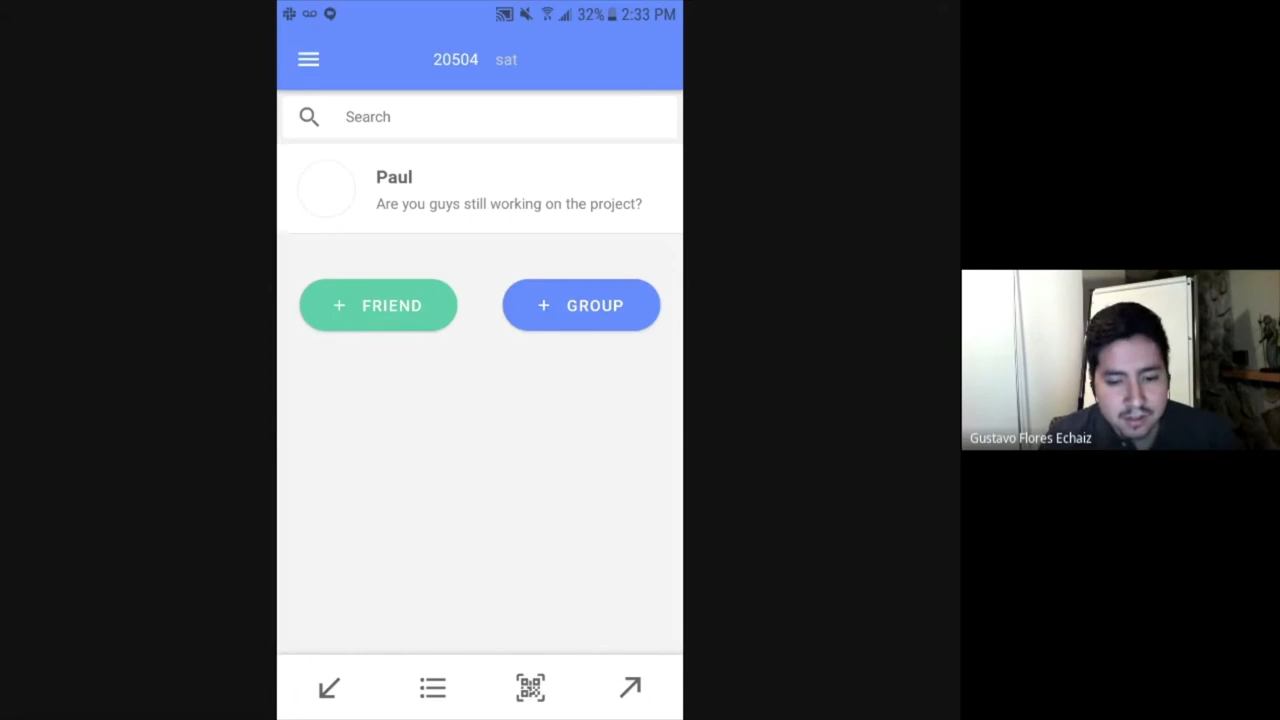 32% 2:33 PM
20504 sat
Search
Paul
Are you guys still working on the project?
+ FRIEND
+ GROUP
Gustavo Flores Echaiz